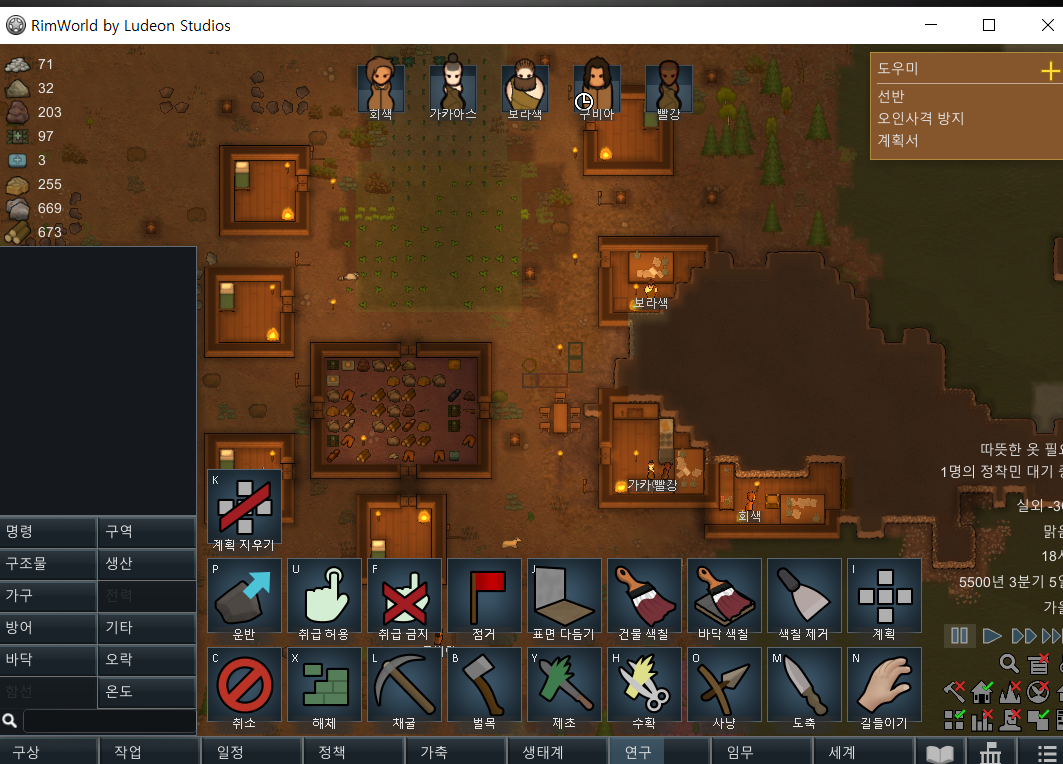 RimWorld by Ludeon Studios
71
32
203
97
3
255
669
673
회색
가카아스
보라색
구비아
빨강
도우미
선반
오인사격 방지
계획서
보라색
가카 빨강
회색
따뜻한 옷 필요
1명의 정착민 대기 중
실외 -3
맑음
18시
5500년 3분기 5일
가을
명령
구역
구조물
생산
가구
전력
방어
기타
바닥
오락
함선
온도
K
계획 지우기
P
운반
U
취급 허용
F
취급 금지
점거
J
표면 다듬기
건물 색칠
바닥 색칠
색칠 제거
I
계획
C
취소
X
해체
L
채굴
B
벌목
Y
제초
H
수확
O
사냥
M
도축
N
길들이기
구상
작업
일정
정책
가축
생태계
연구
임무
세계